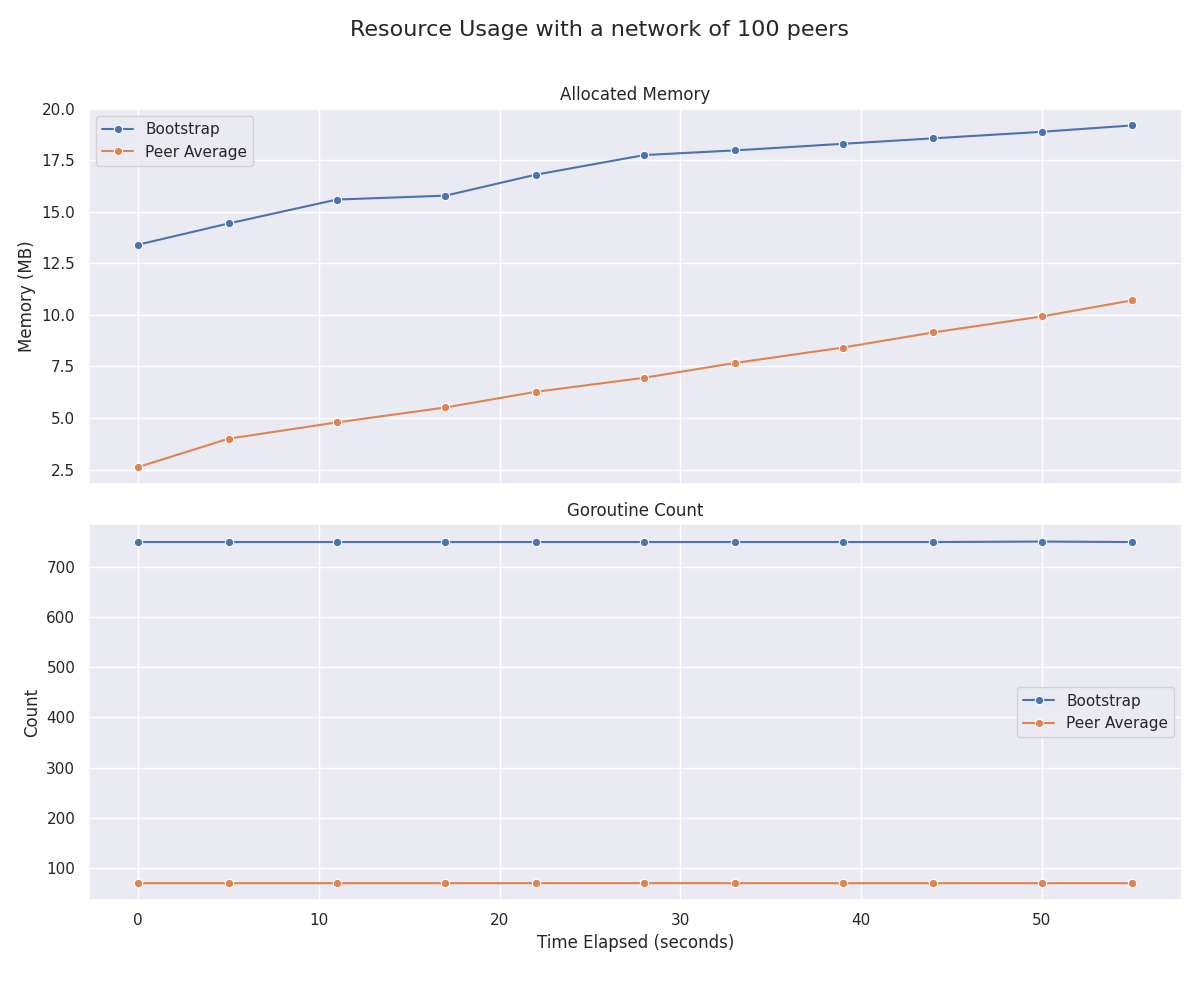 Resource Usage with a network of 100 peers
Allocated Memory
20.0
17.5
15.0
12.5
10.0
7.5
5.0
2.5
Memory (MB)
Bootstrap
Peer Average
Goroutine Count
700
600
500
400
300
200
100
Count
Bootstrap
Peer Average
0 10 20 30 40 50
Time Elapsed (seconds)